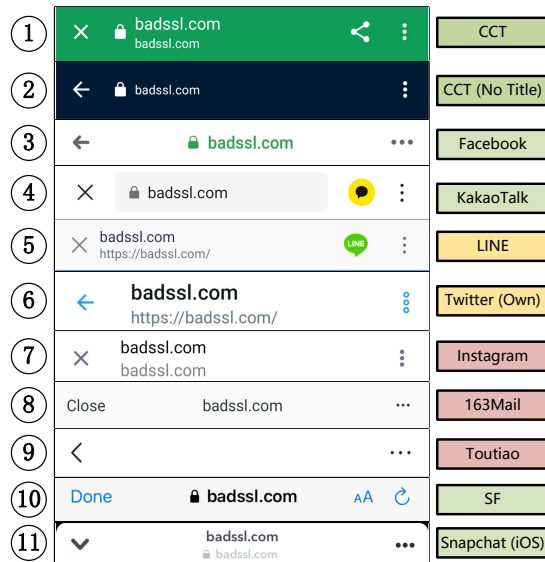 ① badssl.com CCT
badssl.com
② badssl.com CCT (No Title)
③ badssl.com Facebook
④ badssl.com KakaoTalk
⑤ badssl.com LINE LINE
https://badssl.com/
⑥ badssl.com Twitter (Own)
https://badssl.com/
⑦ badssl.com Instagram
badssl.com
⑧ Close badssl.com 163Mail
⑨ Toutiao
⑩ Done badssl.com AA SF
⑪ badssl.com Snapchat (iOS)
badssl.com